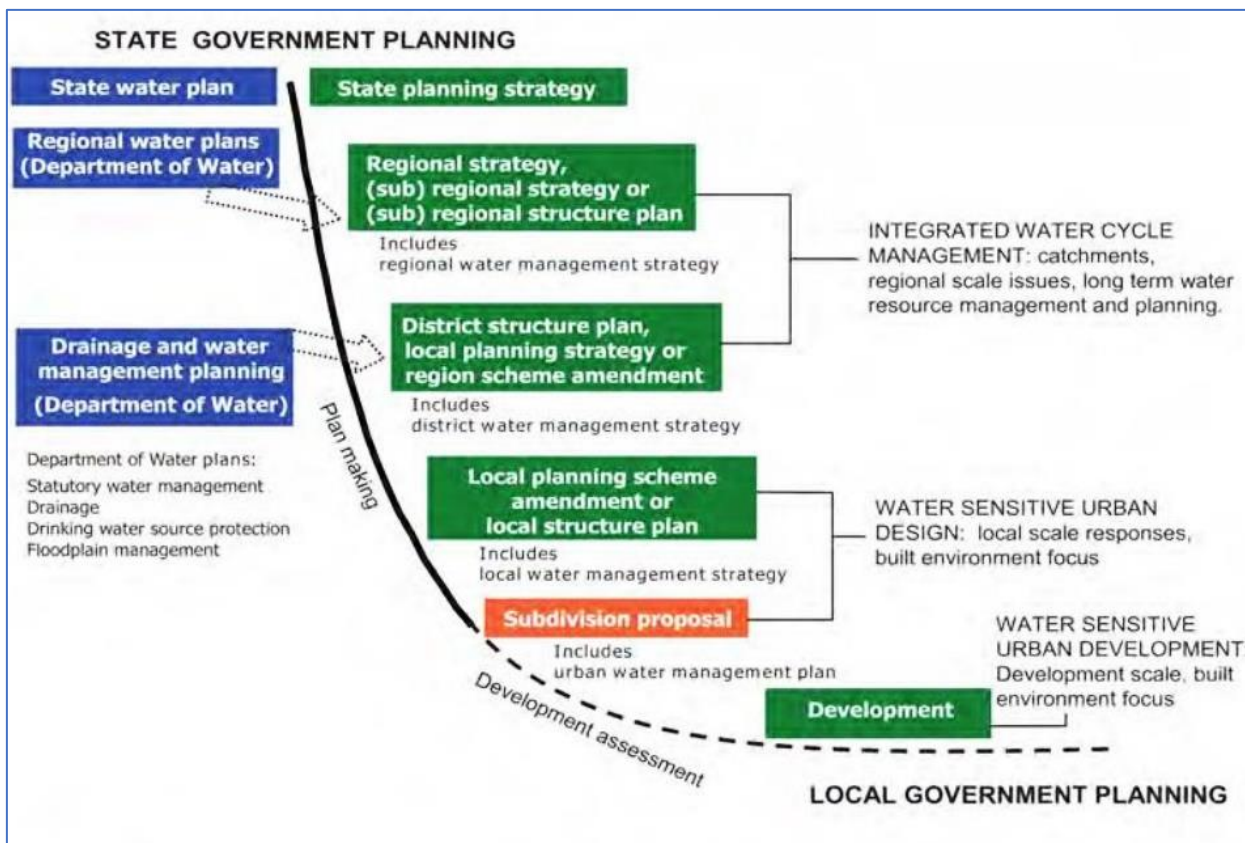 STATE GOVERNMENT PLANNING
State water plan
State planning strategy
Regional water plans
(Department of Water)
Regional strategy,
(sub) regional strategy or
(sub) regional structure plan
Includes
regional water management strategy
INTEGRATED WATER CYCLE
MANAGEMENT: catchments,
regional scale issues, long term water
resource management and planning.
Drainage and water
management planning
(Department of Water)
District structure plan,
local planning strategy or
region scheme amendment
Includes
district water management strategy
Department of Water plans:
Statutory water management
Drainage
Drinking water source protection
Floodplain management
Plan making
Local planning scheme
amendment or
local structure plan
Includes
local water management strategy
WATER SENSITIVE URBAN
DESIGN: local scale responses,
built environment focus
Subdivision proposal
Includes
urban water management plan
Development assessment
Development
WATER SENSITIVE
URBAN DEVELOPMENT
Development scale, built
environment focus
LOCAL GOVERNMENT PLANNING